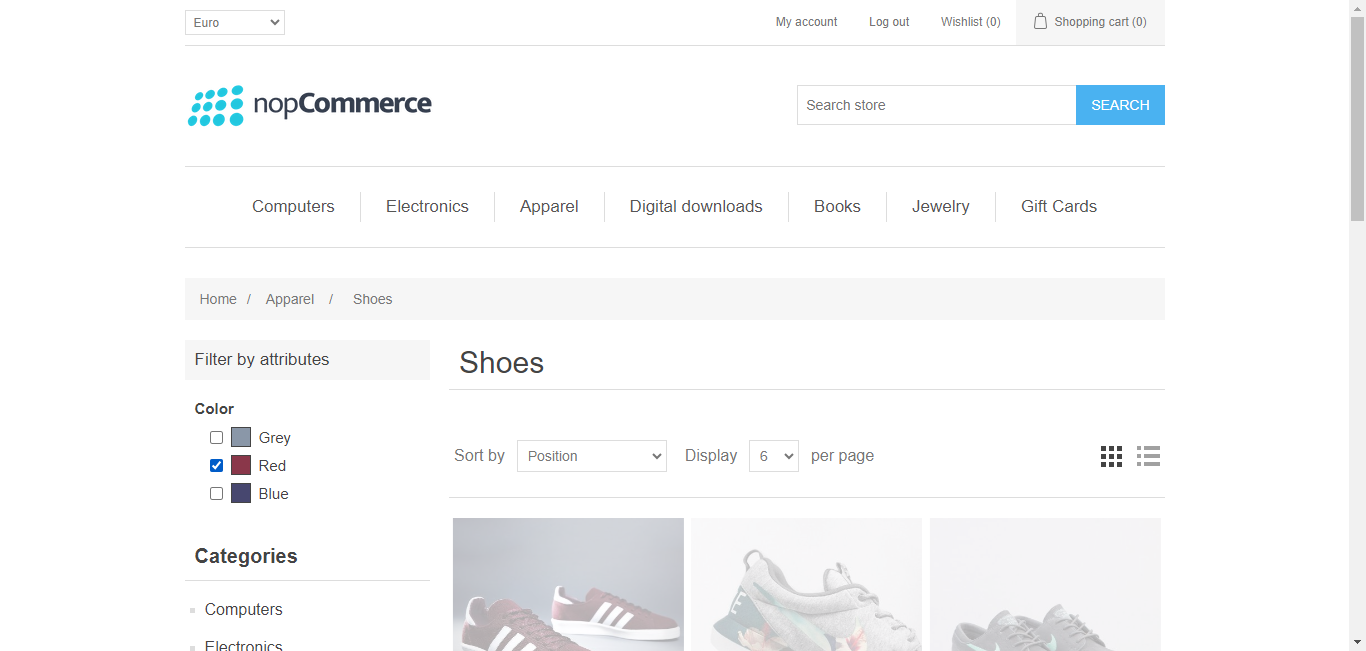 Euro
My account
Log out
Wishlist (0)
Shopping cart (0)
nopCommerce
Search store
SEARCH
Computers
Electronics
Apparel
Digital downloads
Books
Jewelry
Gift Cards
Home / Apparel / Shoes
Filter by attributes
Color
Grey
Red
Blue
Categories
Computers
Electronics
Shoes
Sort by
Position
Display
6
per page